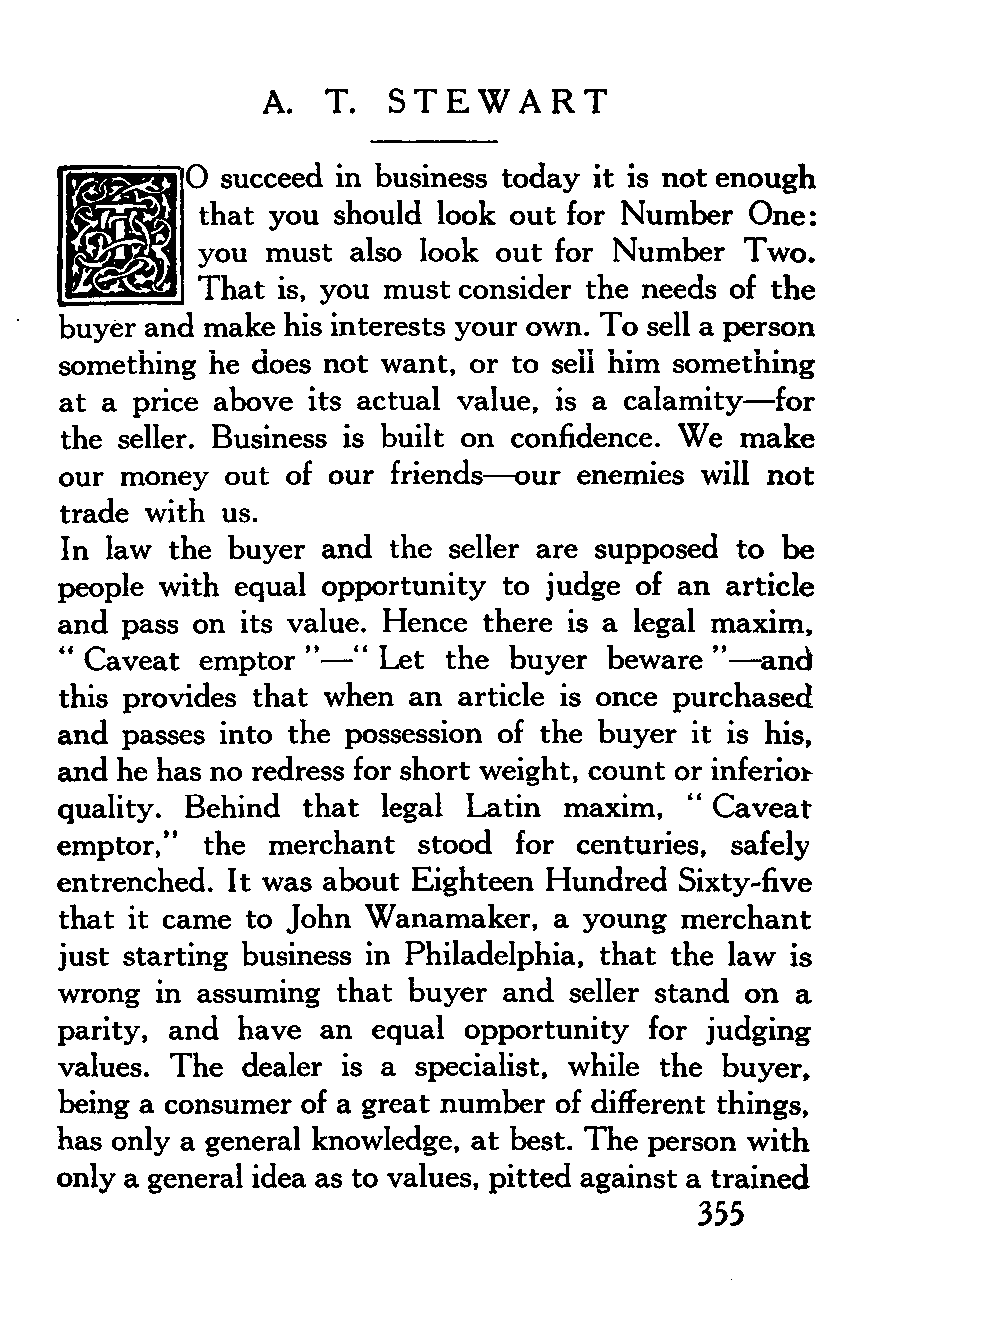 A. T. STEWART
TO succeed in business today it is not enough
that you should look out for Number One:
you must also look out for Number Two.
That is, you must consider the needs of the
buyer and make his interests your own. To sell a person
something he does not want, or to sell him something
at a price above its actual value, is a calamity—for
the seller. Business is built on confidence. We make
our money out of our friends—our enemies will not
trade with us.
In law the buyer and the seller are supposed to be
people with equal opportunity to judge of an article
and pass on its value. Hence there is a legal maxim,
“ Caveat emptor ”—“ Let the buyer beware ”—and
this provides that when an article is once purchased
and passes into the possession of the buyer it is his,
and he has no redress for short weight, count or inferior
quality. Behind that legal Latin maxim, “ Caveat
emptor,” the merchant stood for centuries, safely
entrenched. It was about Eighteen Hundred Sixty-five
that it came to John Wanamaker, a young merchant
just starting business in Philadelphia, that the law is
wrong in assuming that buyer and seller stand on a
parity, and have an equal opportunity for judging
values. The dealer is a specialist, while the buyer,
being a consumer of a great number of different things,
has only a general knowledge, at best. The person with
only a general idea as to values, pitted against a trained
355